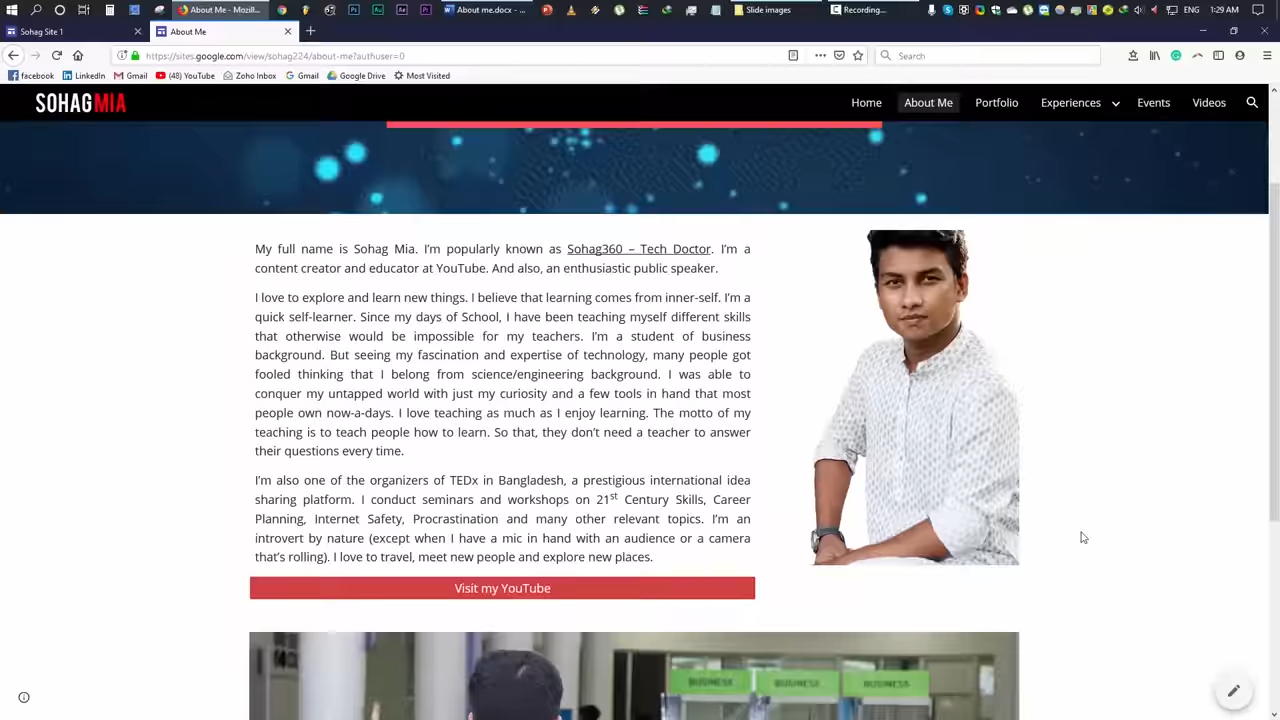 About Me - Mozill...
About me.docx - ...
Slide images
Recording...
ENG
1:29 AM
Sohag Site 1
About Me
https://sites.google.com/view/sohag224/about-me?authuser=0
Search
facebook
LinkedIn
Gmail
(48) YouTube
Zoho Inbox
Gmail
Google Drive
Most Visited
SOHAGMIA
Home
About Me
Portfolio
Experiences
Events
Videos
My full name is Sohag Mia. I’m popularly known as Sohag360 – Tech Doctor. I’m a
content creator and educator at YouTube. And also, an enthusiastic public speaker.
I love to explore and learn new things. I believe that learning comes from inner-self. I’m a
quick self-learner. Since my days of School, I have been teaching myself different skills
that otherwise would be impossible for my teachers. I’m a student of business
background. But seeing my fascination and expertise of technology, many people got
fooled thinking that I belong from science/engineering background. I was able to
conquer my untapped world with just my curiosity and a few tools in hand that most
people own now-a-days. I love teaching as much as I enjoy learning. The motto of my
teaching is to teach people how to learn. So that, they don’t need a teacher to answer
their questions every time.
I’m also one of the organizers of TEDx in Bangladesh, a prestigious international idea
sharing platform. I conduct seminars and workshops on 21st Century Skills, Career
Planning, Internet Safety, Procrastination and many other relevant topics. I’m an
introvert by nature (except when I have a mic in hand with an audience or a camera
that’s rolling). I love to travel, meet new people and explore new places.
Visit my YouTube
BUSINESS
BUSINESS
BUSINESS